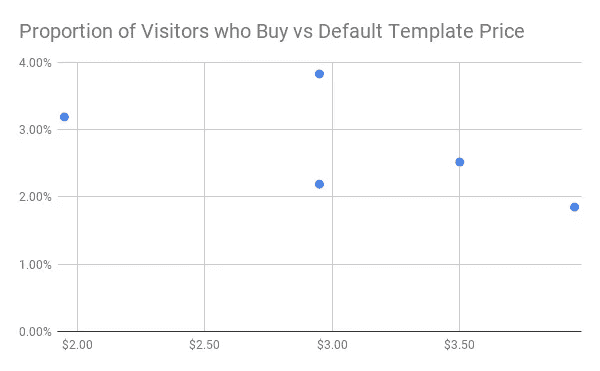 Proportion of Visitors who Buy vs Default Template Price
4.00%
3.00%
2.00%
1.00%
0.00%
$2.00 $2.50 $3.00 $3.50